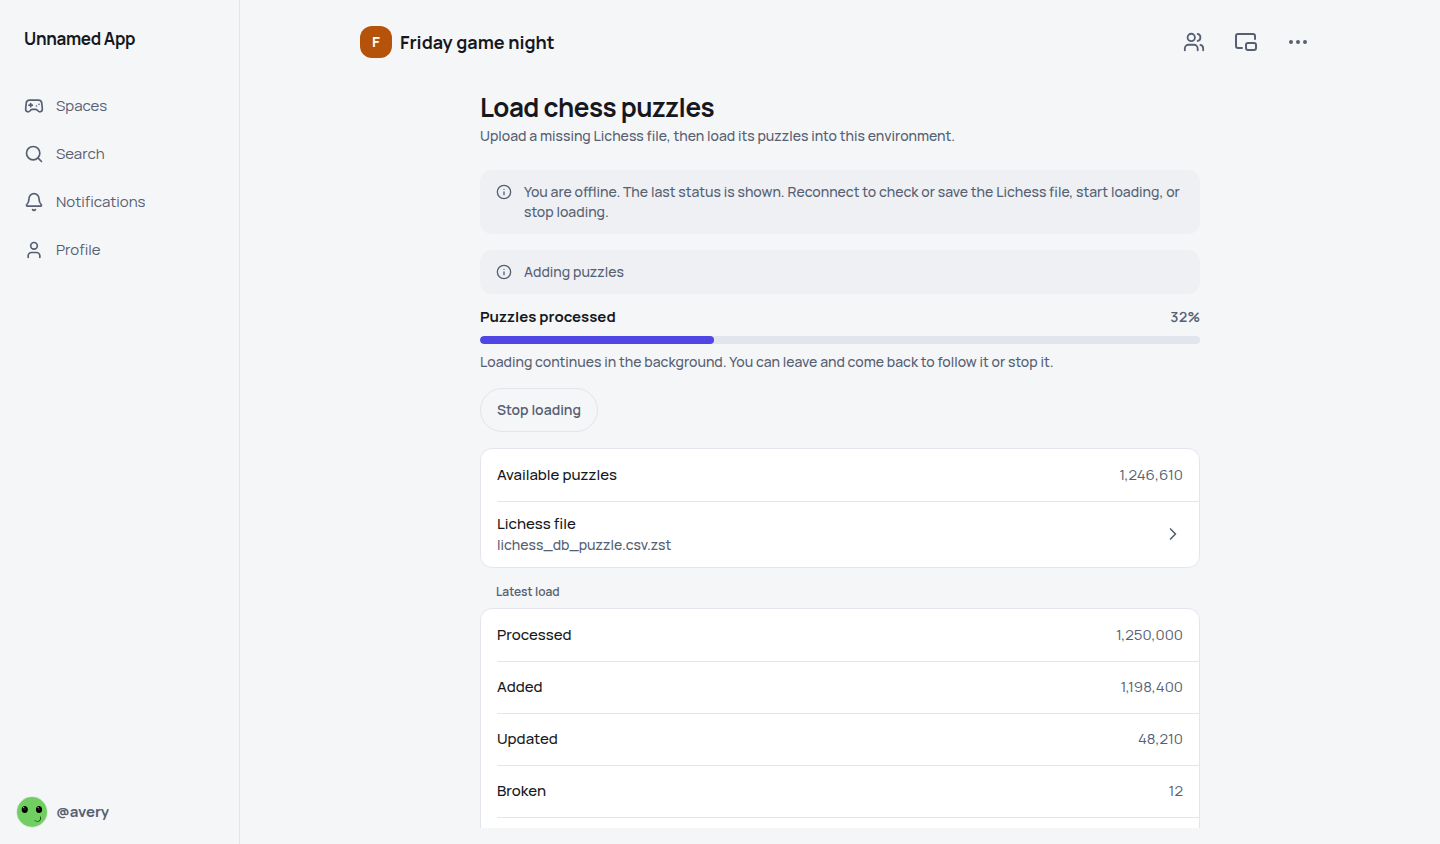 Unnamed App
Spaces
Search
Notifications
Profile
@avery
F Friday game night
Load chess puzzles
Upload a missing Lichess file, then load its puzzles into this environment.
You are offline. The last status is shown. Reconnect to check or save the Lichess file, start loading, or
stop loading.
Adding puzzles
Puzzles processed 32%
Loading continues in the background. You can leave and come back to follow it or stop it.
Stop loading
Available puzzles 1,246,610
Lichess file
lichess_db_puzzle.csv.zst
Latest load
Processed 1,250,000
Added 1,198,400
Updated 48,210
Broken 12